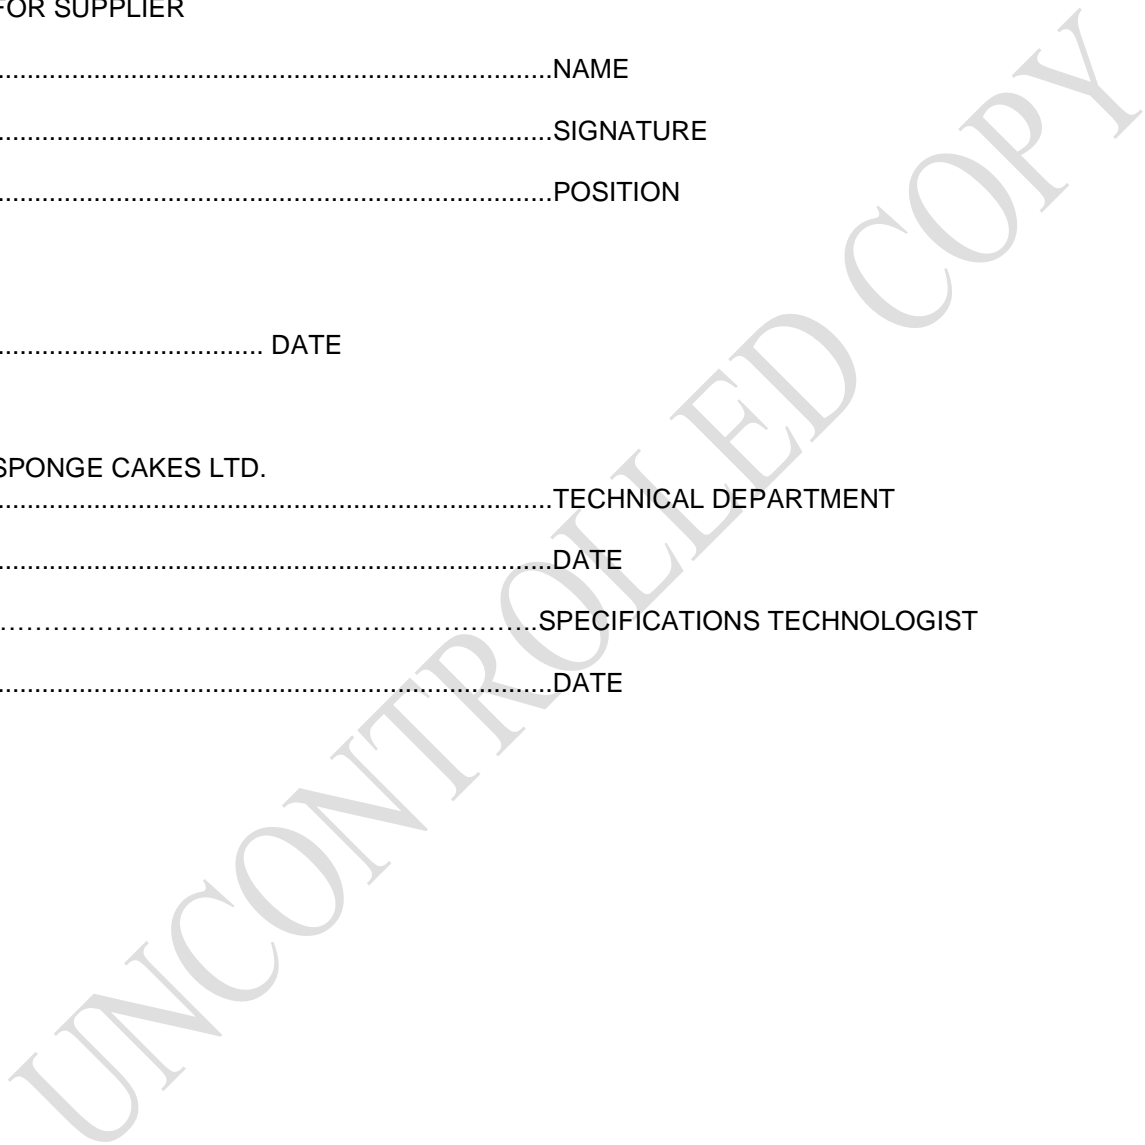 FOR SUPPLIER
..........................................................................NAME
..........................................................................SIGNATURE
..........................................................................POSITION
................................... DATE
SPONGE CAKES LTD.
..........................................................................TECHNICAL DEPARTMENT
..........................................................................DATE
……………………………………………………..SPECIFICATIONS TECHNOLOGIST
..........................................................................DATE
UNCONTROLLED COPY